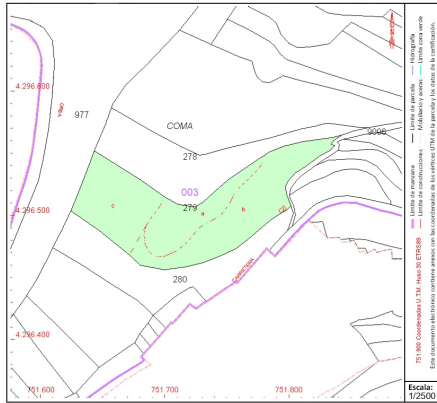 4.296.600
977
COMA
278
9006
003
279
c
a
b
4.296.500
280
CARRETERA
4.296.400
751.600
751.700
751.800
Límite de manzana
Límite de parcela
Hidrografía
Límite de construcciones
Mobiliario y aceras
Límite zona verde
751.900 Coordenadas U.T.M. Huso 30 ETRS89
Este documento electrónico contiene anexos con las coordenadas de los vértices UTM de la parcela y los datos de la certificación.
Escala:
1/2500